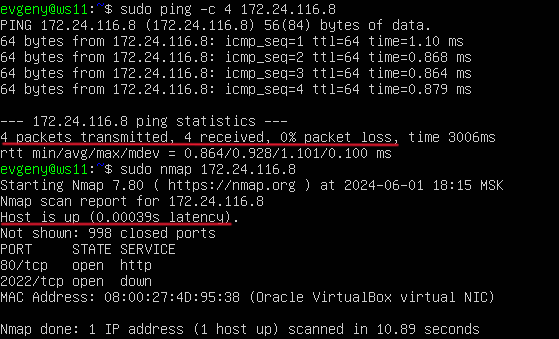 evgeny@ws11:~$ sudo ping -c 4 172.24.116.8
PING 172.24.116.8 (172.24.116.8) 56(84) bytes of data.
64 bytes from 172.24.116.8: icmp_seq=1 ttl=64 time=1.10 ms
64 bytes from 172.24.116.8: icmp_seq=2 ttl=64 time=0.868 ms
64 bytes from 172.24.116.8: icmp_seq=3 ttl=64 time=0.864 ms
64 bytes from 172.24.116.8: icmp_seq=4 ttl=64 time=0.879 ms
--- 172.24.116.8 ping statistics ---
4 packets transmitted, 4 received, 0% packet loss, time 3006ms
rtt min/avg/max/mdev = 0.864/0.928/1.101/0.100 ms
evgeny@ws11:~$ sudo nmap 172.24.116.8
Starting Nmap 7.80 ( https://nmap.org ) at 2024-06-01 18:15 MSK
Nmap scan report for 172.24.116.8
Host is up (0.00039s latency).
Not shown: 998 closed ports
PORT     STATE SERVICE
80/tcp   open  http
2022/tcp open  down
MAC Address: 08:00:27:4D:95:38 (Oracle VirtualBox virtual NIC)
Nmap done: 1 IP address (1 host up) scanned in 10.89 seconds